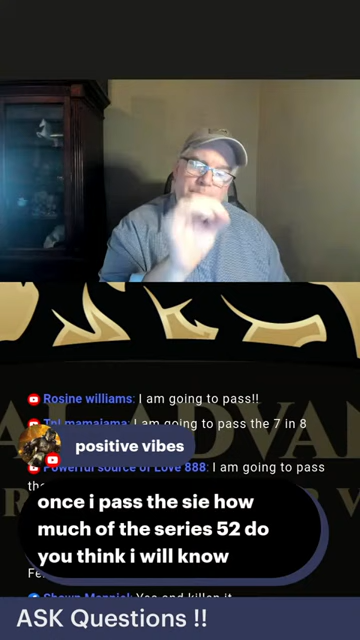 Rosine williams: I am going to pass!!
I am going to pass the 7 in 8
positive vibes
Powerful source of Love 888: I am going to pass
the
once i pass the sie how
much of the series 52 do
you think i will know
ASK Questions !!